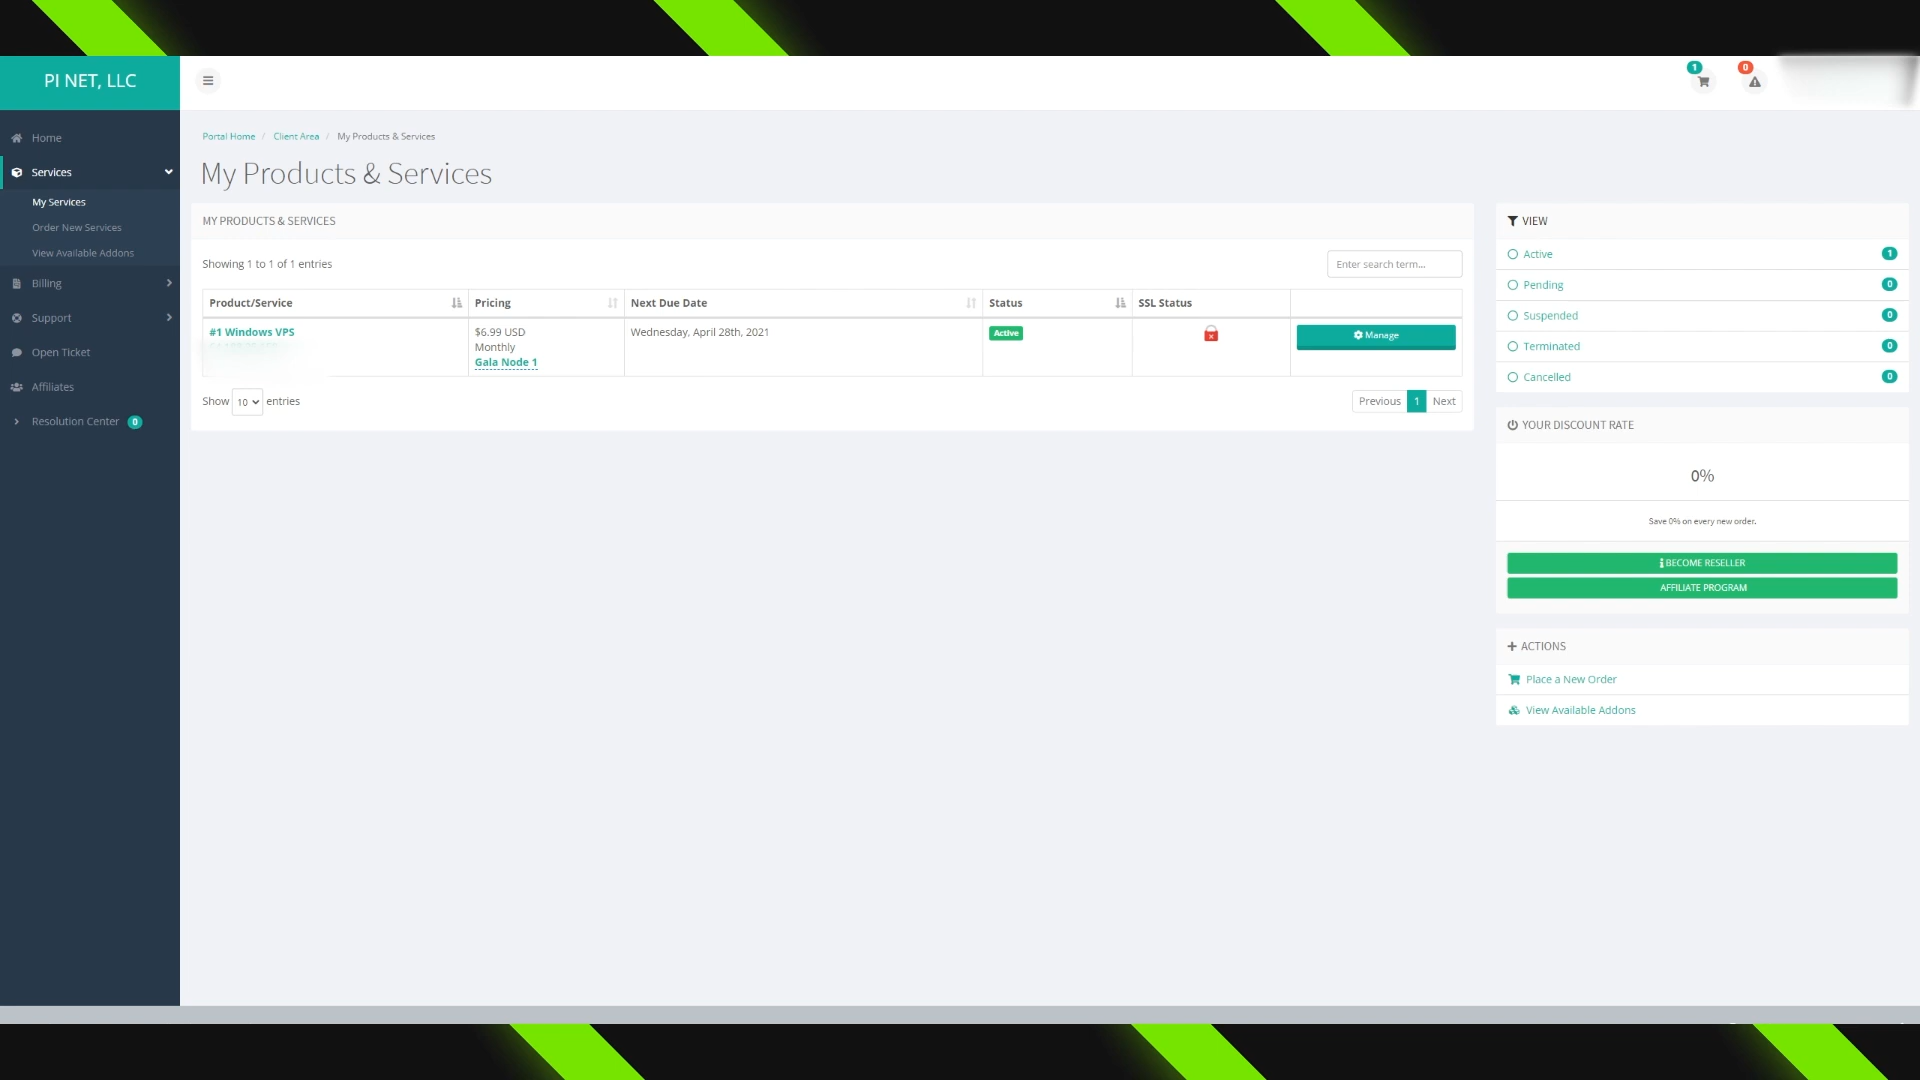 PI NET, LLC
1
0
Home
Services
My Services
Order New Services
View Available Addons
Billing
Support
Open Ticket
Affiliates
Resolution Center 0
Portal Home / Client Area / My Products & Services
My Products & Services
MY PRODUCTS & SERVICES
Showing 1 to 1 of 1 entries
Enter search term...
Product/Service Pricing Next Due Date Status SSL Status
#1 Windows VPS $6.99 USD Wednesday, April 28th, 2021 Active Manage
Monthly
Gala Node 1
Show 10 entries
Previous 1 Next
VIEW
Active 1
Pending 0
Suspended 0
Terminated 0
Cancelled 0
YOUR DISCOUNT RATE
0%
Save 0% on every new order.
BECOME RESELLER
AFFILIATE PROGRAM
ACTIONS
Place a New Order
View Available Addons